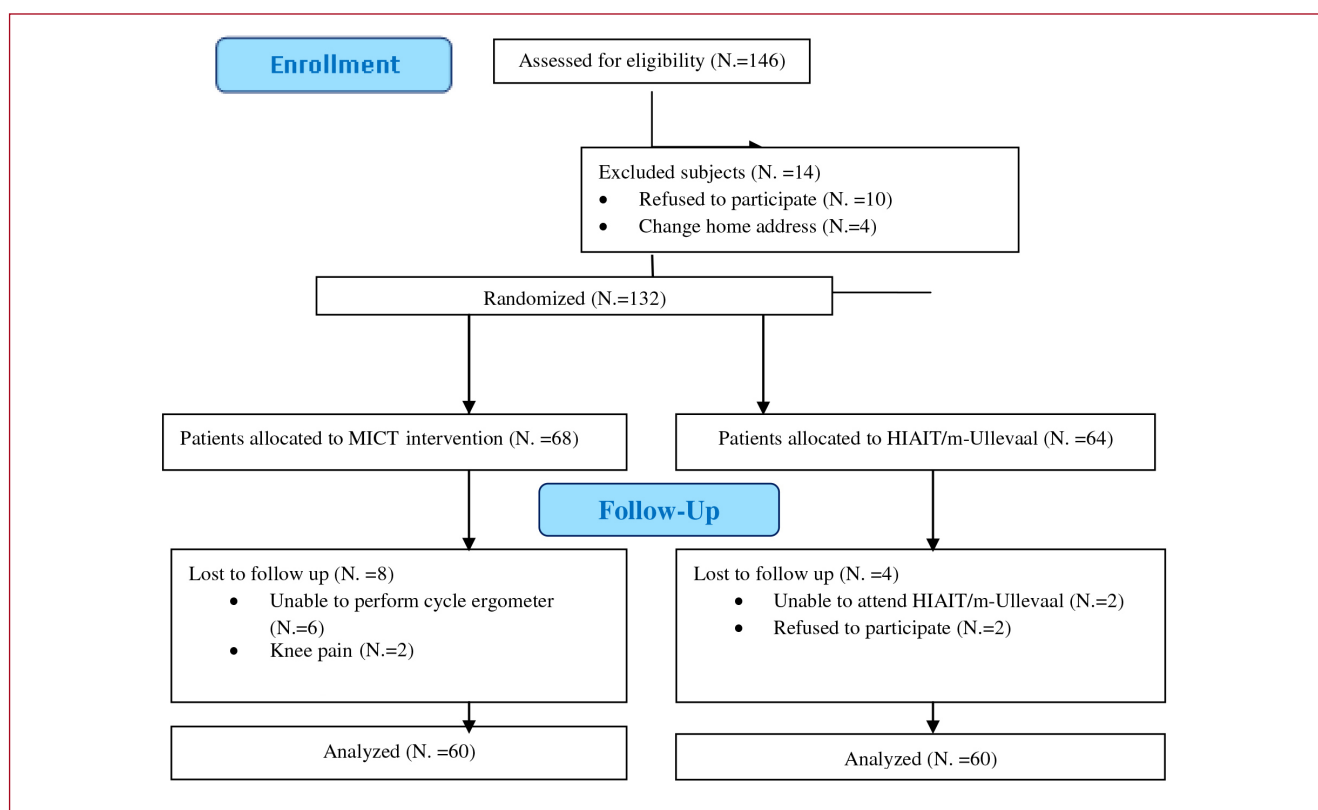 Enrollment
Assessed for eligibility (N.=146)
Excluded subjects (N. =14)
• Refused to participate (N. =10)
• Change home address (N.=4)
Randomized (N.=132)
Patients allocated to MICT intervention (N. =68)
Patients allocated to HIAIT/m-Ullevaal (N. =64)
Follow-Up
Lost to follow up (N. =8)
• Unable to perform cycle ergometer
(N.=6)
• Knee pain (N.=2)
Lost to follow up (N. =4)
• Unable to attend HIAIT/m-Ullevaal (N.=2)
• Refused to participate (N.=2)
Analyzed (N. =60)
Analyzed (N. =60)